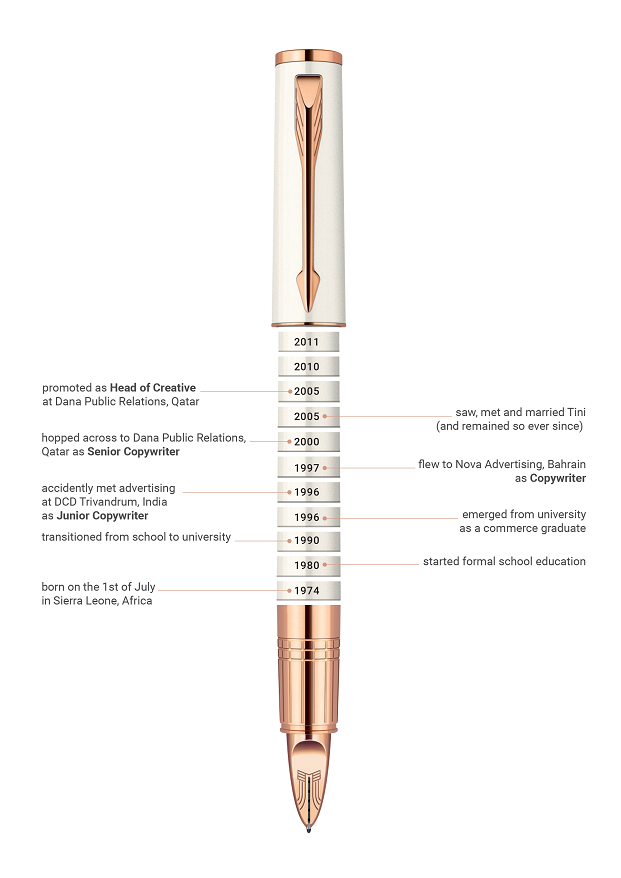 2011
2010
promoted as Head of Creative
at Dana Public Relations, Qatar
2005
2005
saw, met and married Tini
(and remained so ever since)
hopped across to Dana Public Relations,
Qatar as Senior Copywriter
2000
1997
flew to Nova Advertising, Bahrain
as Copywriter
accidently met advertising
at DCD Trivandrum, India
as Junior Copywriter
1996
1996
emerged from university
as a commerce graduate
transitioned from school to university
1990
1980
started formal school education
born on the 1st of July
in Sierra Leone, Africa
1974